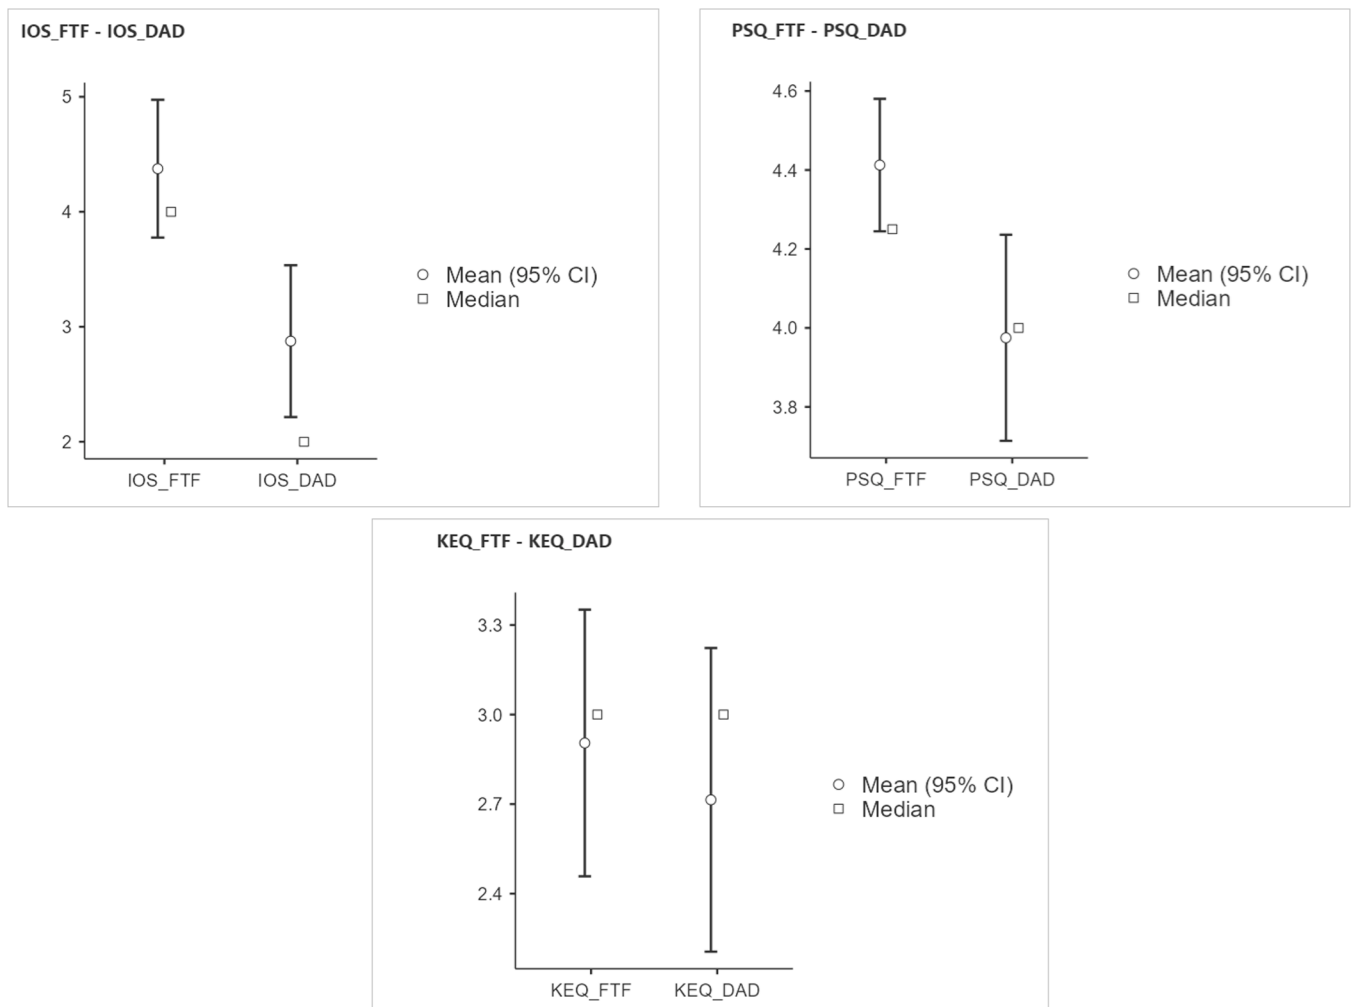 IOS_FTF - IOS_DAD
5
4
3
2
IOS_FTF IOS_DAD
Mean (95% CI)
Median
PSQ_FTF - PSQ_DAD
4.6
4.4
4.2
4.0
3.8
PSQ_FTF PSQ_DAD
Mean (95% CI)
Median
KEQ_FTF - KEQ_DAD
3.3
3.0
2.7
2.4
KEQ_FTF KEQ_DAD
Mean (95% CI)
Median